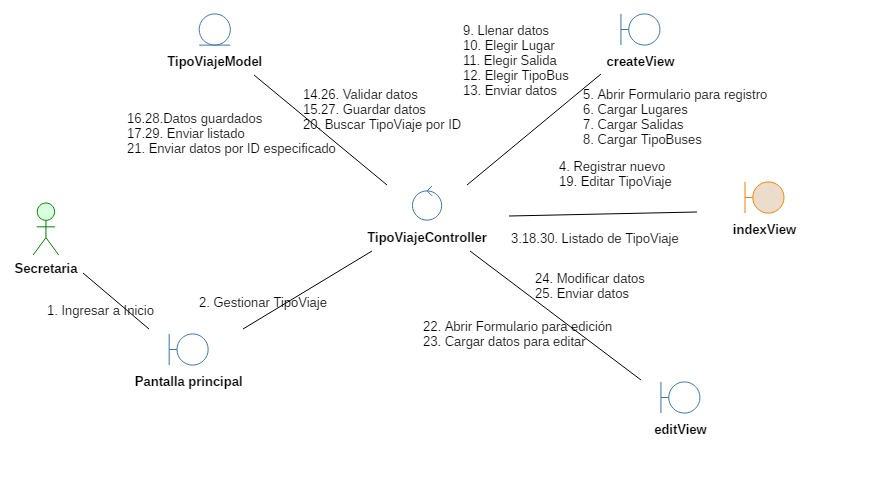 TipoViajeModel
14.26. Validar datos
15.27. Guardar datos
20. Buscar TipoViaje por ID
16.28.Datos guardados
17.29. Enviar listado
21. Enviar datos por ID especificado
9. Llenar datos
10. Elegir Lugar
11. Elegir Salida
12. Elegir TipoBus
13. Enviar datos
createView
5. Abrir Formulario para registro
6. Cargar Lugares
7. Cargar Salidas
8. Cargar TipoBuses
4. Registrar nuevo
19. Editar TipoViaje
indexView
TipoViajeController
3.18.30. Listado de TipoViaje
Secretaria
1. Ingresar a Inicio
2. Gestionar TipoViaje
Pantalla principal
24. Modificar datos
25. Enviar datos
22. Abrir Formulario para edición
23. Cargar datos para editar
editView